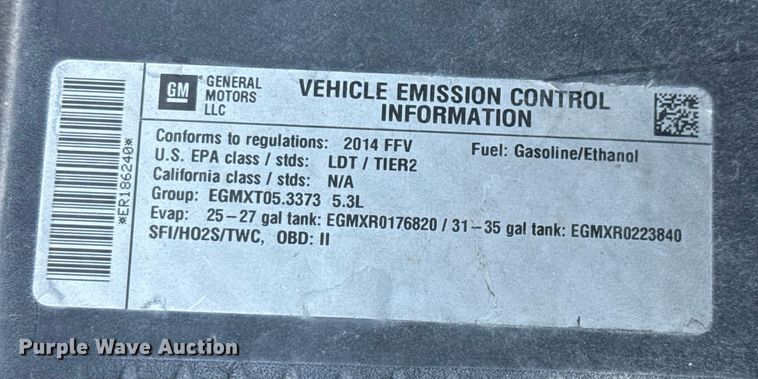 GM
GENERAL
MOTORS
LLC
VEHICLE EMISSION CONTROL
INFORMATION
Conforms to regulations: 2014 FFV
Fuel: Gasoline/Ethanol
U.S. EPA class / stds: LDT / TIER2
California class / stds: N/A
Group: EGMXT05.3373 5.3L
Evap: 25-27 gal tank: EGMXR0176820 / 31-35 gal tank: EGMXR0223840
SFI/HO2S/TWC, OBD: II
*ER186240*
Purple Wave Auction